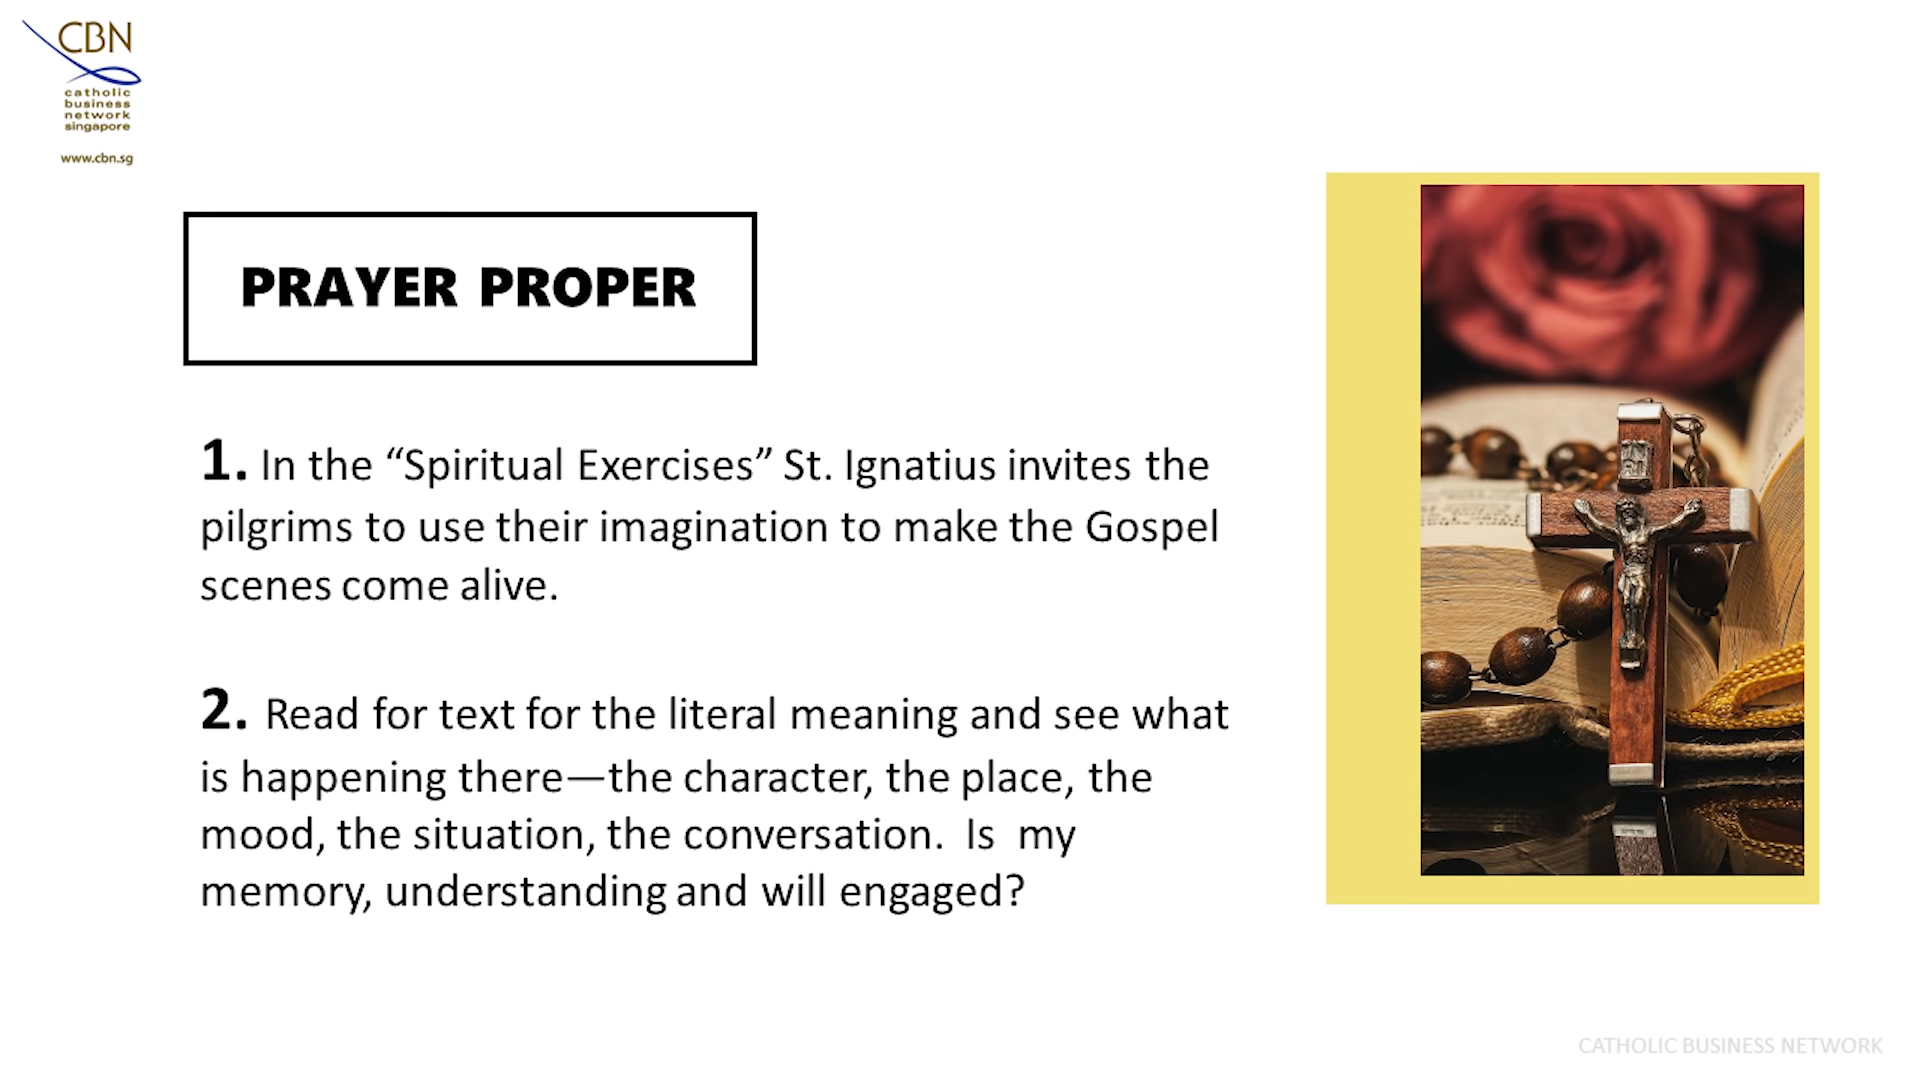 CBN
catholic
business
network
singapore
www.cbn.sg
PRAYER PROPER
1. In the “Spiritual Exercises” St. Ignatius invites the
pilgrims to use their imagination to make the Gospel
scenes come alive.
2. Read for text for the literal meaning and see what
is happening there—the character, the place, the
mood, the situation, the conversation.  Is  my
memory, understanding and will engaged?
IN
RI
CATHOLIC BUSINESS NETWORK